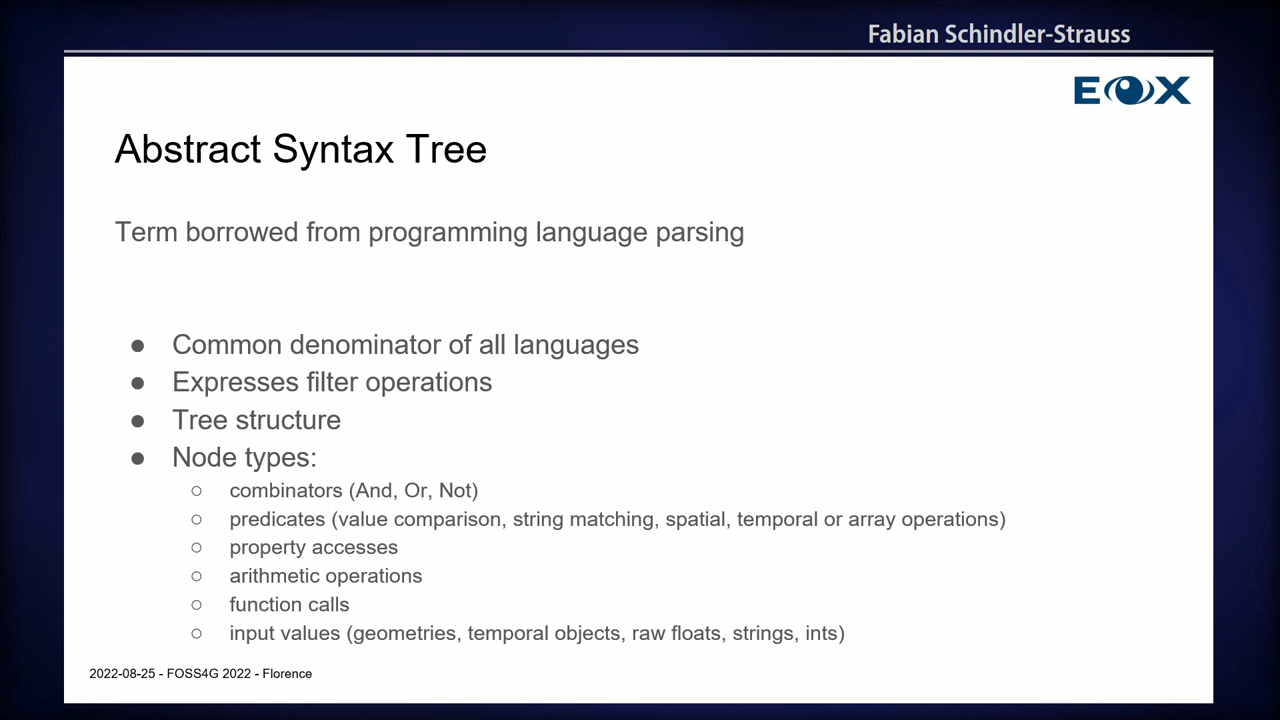 Fabian Schindler-Strauss
EOX
Abstract Syntax Tree
Term borrowed from programming language parsing
● Common denominator of all languages
● Expresses filter operations
● Tree structure
● Node types:
○ combinators (And, Or, Not)
○ predicates (value comparison, string matching, spatial, temporal or array operations)
○ property accesses
○ arithmetic operations
○ function calls
○ input values (geometries, temporal objects, raw floats, strings, ints)
2022-08-25 - FOSS4G 2022 - Florence